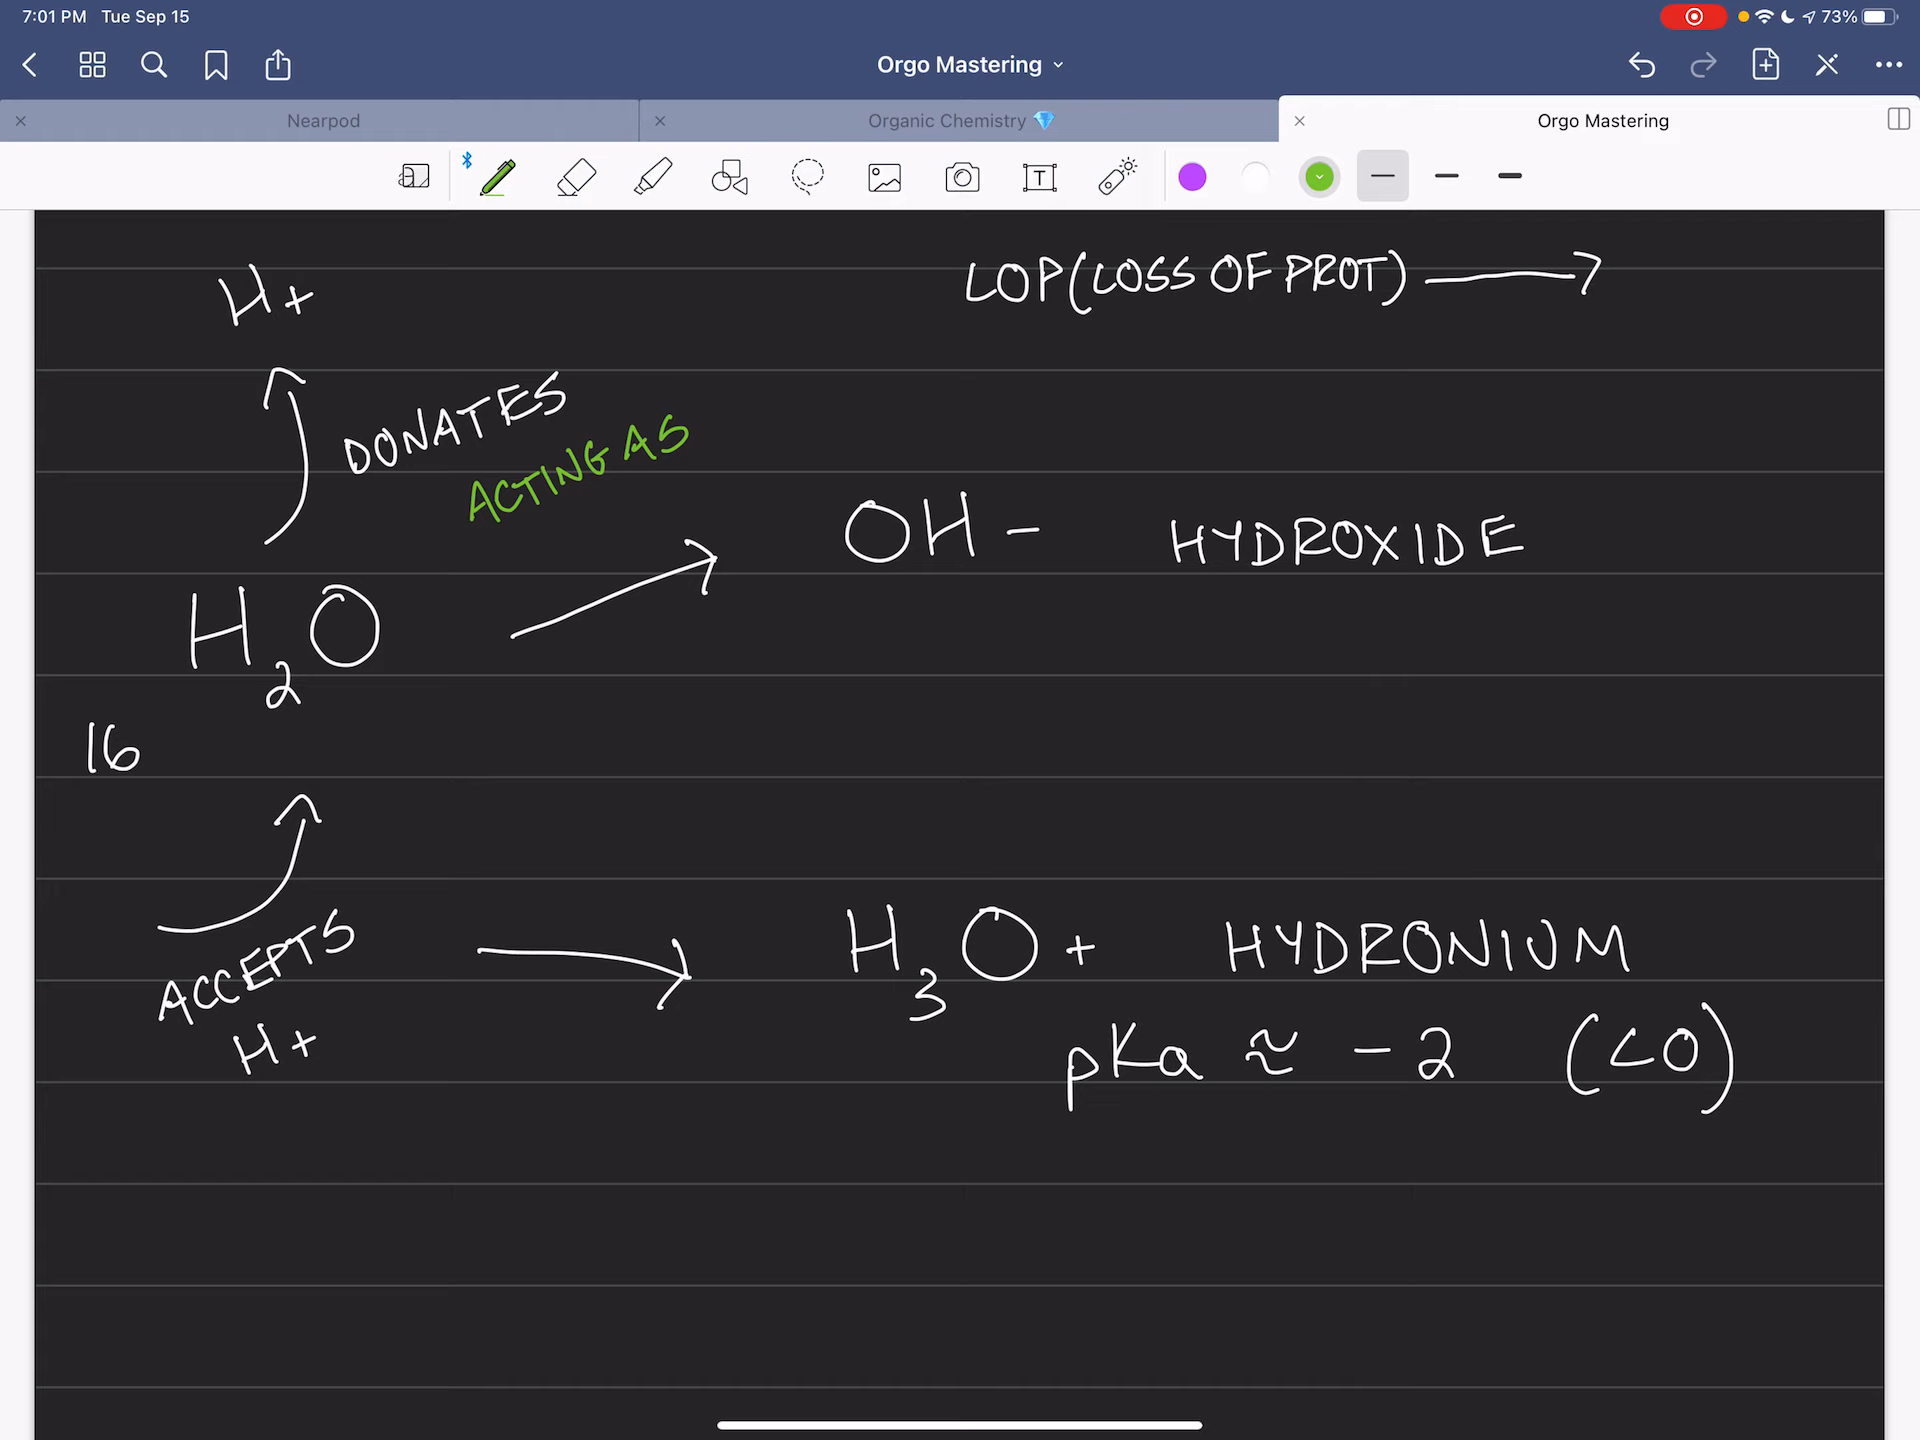 7:01 PM Tue Sep 15
73%
Orgo Mastering
Nearpod
Organic Chemistry 💎
Orgo Mastering
H+
LOP(LOSS OF PROT) →
DONATES
ACTING AS
OH - HYDROXIDE
H2O
16
ACCEPTS
H3O+ HYDRONIUM
H+
pKa ≈ -2 (<0)